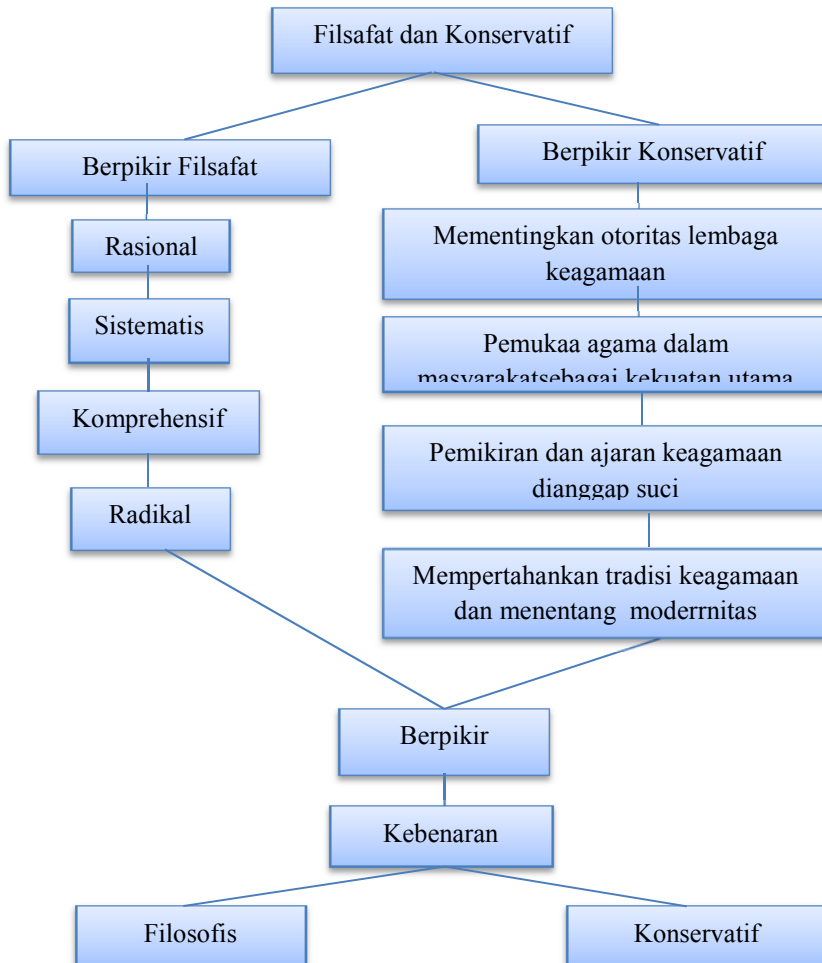 Filsafat dan Konservatif
Berpikir Filsafat
Berpikir Konservatif
Rasional
Mementingkan otoritas lembaga
keagamaan
Sistematis
Pemukaa agama dalam
masyarakatsebagai kekuatan utama
Komprehensif
Pemikiran dan ajaran keagamaan
dianggap suci
Radikal
Mempertahankan tradisi keagamaan
dan menentang moderrnitas
Berpikir
Kebenaran
Filosofis
Konservatif